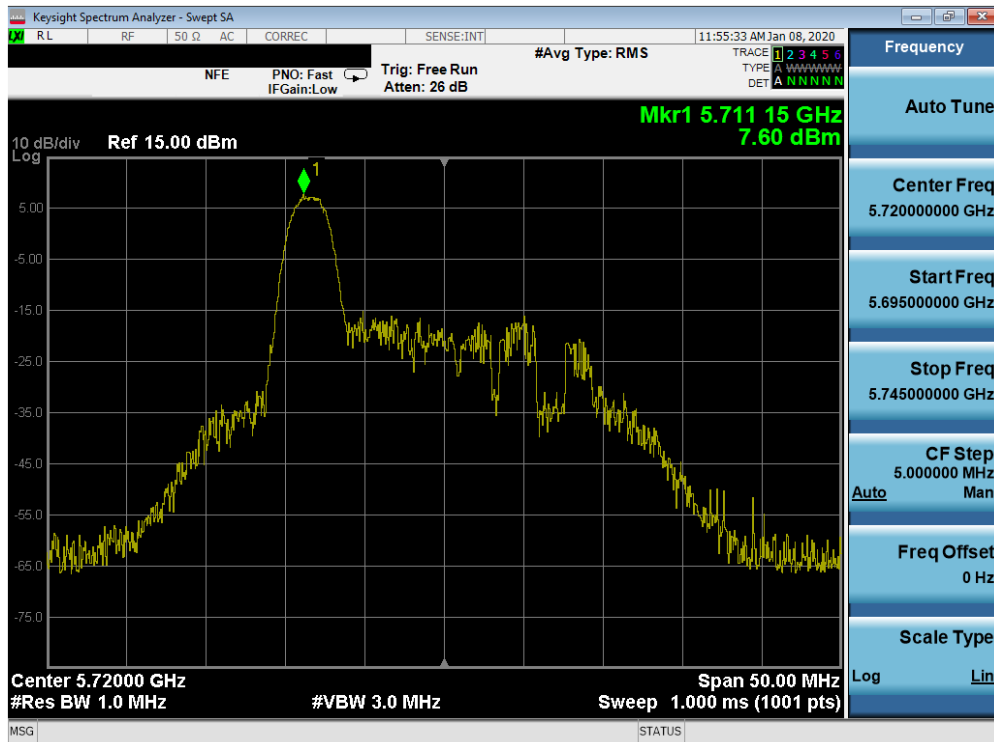 Keysight Spectrum Analyzer - Swept SA
LXI RL RF 50 Ω AC CORREC SENSE:INT 11:55:33 AM Jan 08, 2020
NFE PNO: Fast Trig: Free Run #Avg Type: RMS TRACE 1 2 3 4 5 6
IFGain:Low Atten: 26 dB TYPE A WWWWW
DET A N N N N N
Mkr1 5.711 15 GHz
7.60 dBm
10 dB/div Ref 15.00 dBm
Log
1
5.00
-5.00
-15.0
-25.0
-35.0
-45.0
-55.0
-65.0
-75.0
Center 5.72000 GHz Span 50.00 MHz
#Res BW 1.0 MHz #VBW 3.0 MHz Sweep 1.000 ms (1001 pts)
MSG STATUS
Frequency
Auto Tune
Center Freq
5.720000000 GHz
Start Freq
5.695000000 GHz
Stop Freq
5.745000000 GHz
CF Step
5.000000 MHz
Auto Man
Freq Offset
0 Hz
Scale Type
Log Lin